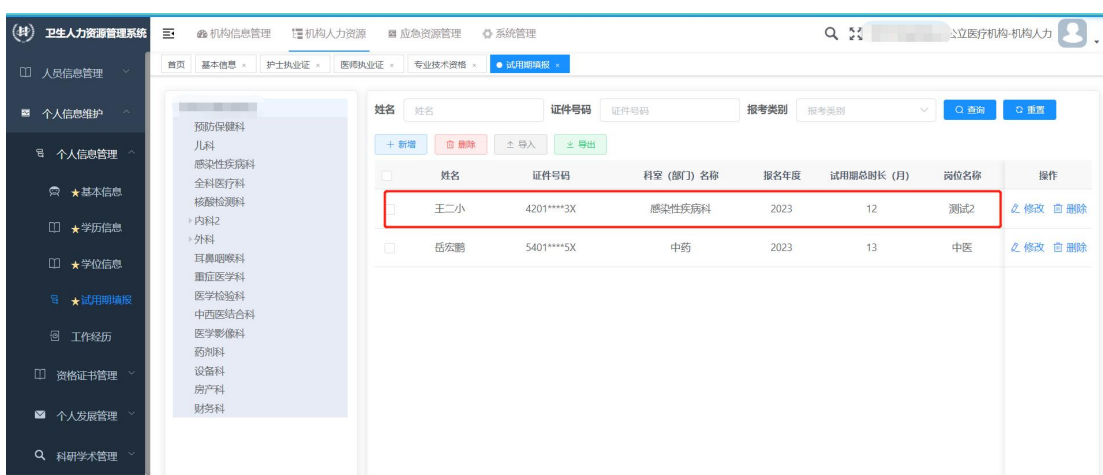 卫生人力资源管理系统 机构信息管理 机构人力资源 应急资源管理 系统管理 公立医疗机构-机构人力
人员信息管理
首页 基本信息 × 护士执业证 × 医师执业证 × 专业技术资格 × 试用期填报 ×
个人信息维护
个人信息管理
★基本信息
★学历信息
★学位信息
★试用期填报
工作经历
资格证书管理
个人发展管理
科研学术管理
预防保健科
儿科
感染性疾病科
全科医疗科
核酸检测科
内科2
外科
耳鼻咽喉科
重症医学科
医学检验科
中西医结合科
医学影像科
药剂科
设备科
房产科
财务科
姓名 姓名 证件号码 证件号码 报考类别 报考类别 查询 重置
+ 新增 删除 导入 导出
姓名 证件号码 科室（部门）名称 报名年度 试用期总时长（月） 岗位名称 操作
王二小 4201****3X 感染性疾病科 2023 12 测试2 修改 删除
岳宏鹏 5401****5X 中药 2023 13 中医 修改 删除